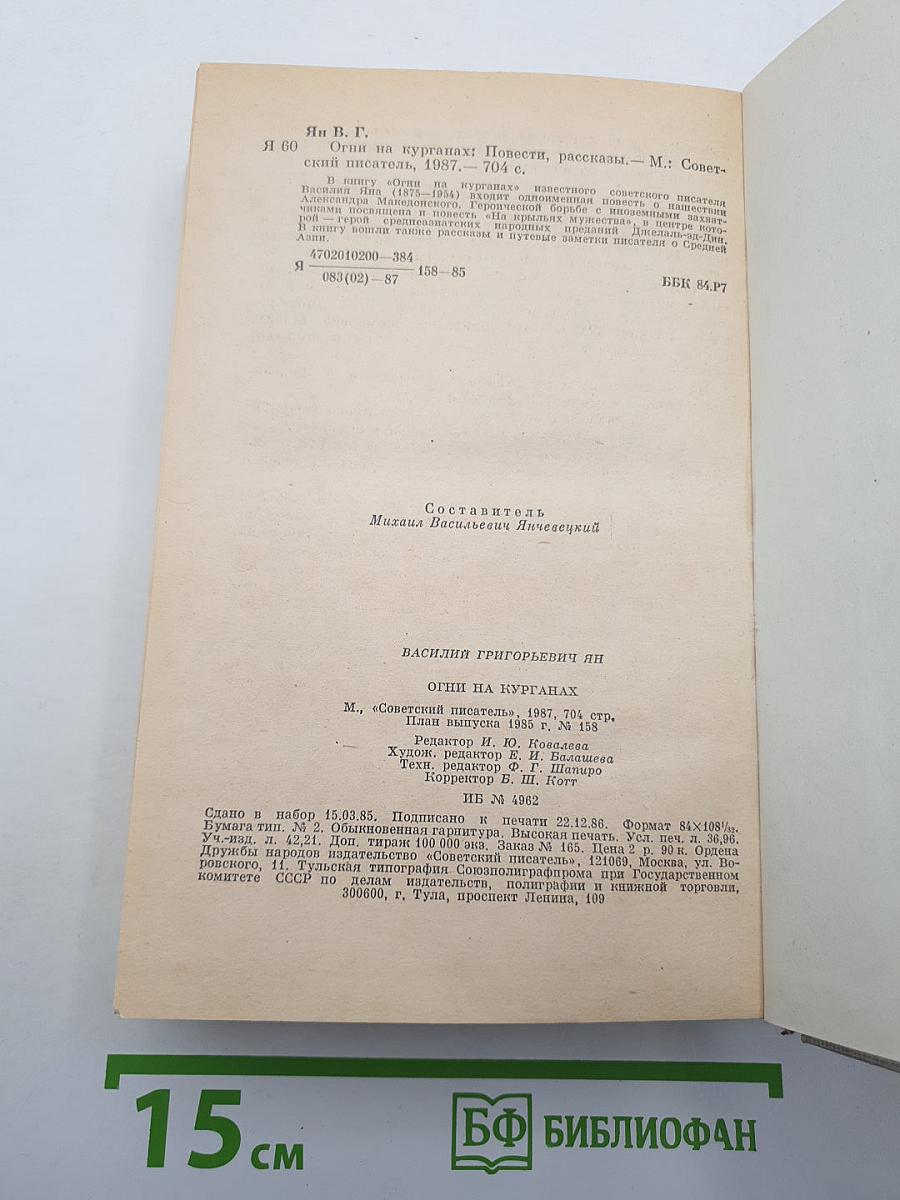 Ян В. Г.
Я 60 Огни на курганах: Повести, рассказы.— М.: Совет-
ский писатель, 1987.— 704 с.
В книгу «Огни на курганах» известного советского писателя
Василия Яна (1875—1954) входит одноименная повесть о нашествии
Александра Македонского. Героической борьбе с иноземными захват-
чиками посвящена и повесть «На крыльях мужества», в центре кото-
рой — герой среднеазиатских народных преданий Джелаль-эд-Дин.
В книгу вошли также рассказы и путевые заметки писателя о Средней
Азии.
4702010200—384
Я 158—85
083(02)—87
ББК 84.Р7
Составитель
Михаил Васильевич Янчевецкий
ВАСИЛИЙ ГРИГОРЬЕВИЧ ЯН
ОГНИ НА КУРГАНАХ
М., «Советский писатель», 1987, 704 стр.
План выпуска 1985 г. № 158
Редактор И. Ю. Ковалева
Худож. редактор Е. И. Балашева
Техн. редактор Ф. Г. Шапиро
Корректор Б. Ш. Котт
ИБ № 4962
Сдано в набор 15.03.85. Подписано к печати 22.12.86. Формат 84×108 1/32.
Бумага тип. № 2. Обыкновенная гарнитура. Высокая печать. Усл. печ. л. 36,96.
Уч.-изд. л. 42,21. Доп. тираж 100 000 экз. Заказ № 165. Цена 2 р. 90 к. Ордена
Дружбы народов издательство «Советский писатель», 121069, Москва, ул. Во-
ровского, 11. Тульская типография Союзполиграфпрома при Государственном
комитете СССР по делам издательств, полиграфии и книжной торговли,
300600, г. Тула, проспект Ленина, 109
15 см
БФ БИБЛИОФАН